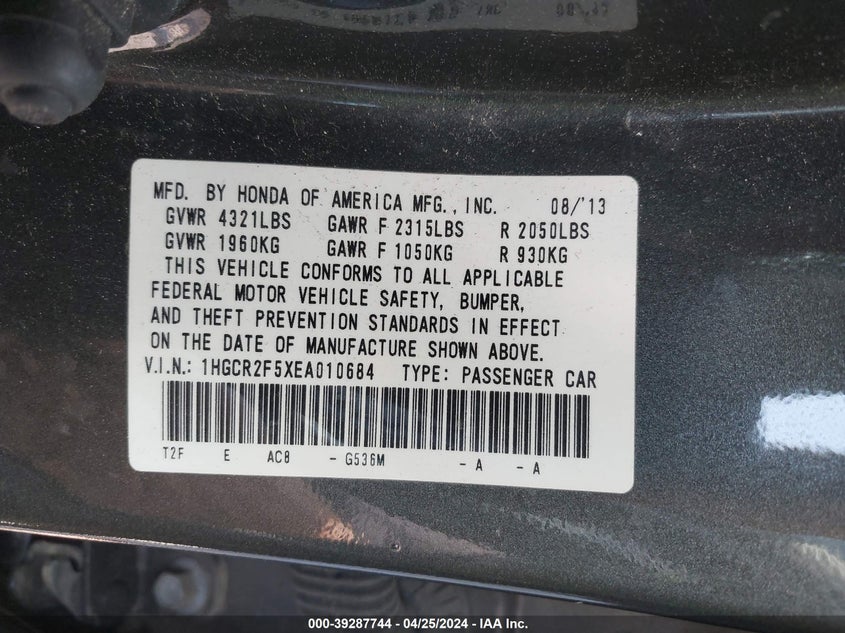 MFD. BY HONDA OF AMERICA MFG., INC. 08/'13
GVWR 4321LBS GAWR F 2315LBS R 2050LBS
GVWR 1960KG GAWR F 1050KG R 930KG
THIS VEHICLE CONFORMS TO ALL APPLICABLE
FEDERAL MOTOR VEHICLE SAFETY, BUMPER,
AND THEFT PREVENTION STANDARDS IN EFFECT
ON THE DATE OF MANUFACTURE SHOWN ABOVE.
V.I.N.: 1HGCR2F5XEA010684 TYPE: PASSENGER CAR
T2F E AC8 - G536M - A - A
000-39287744 - 04/25/2024 - IAA Inc.